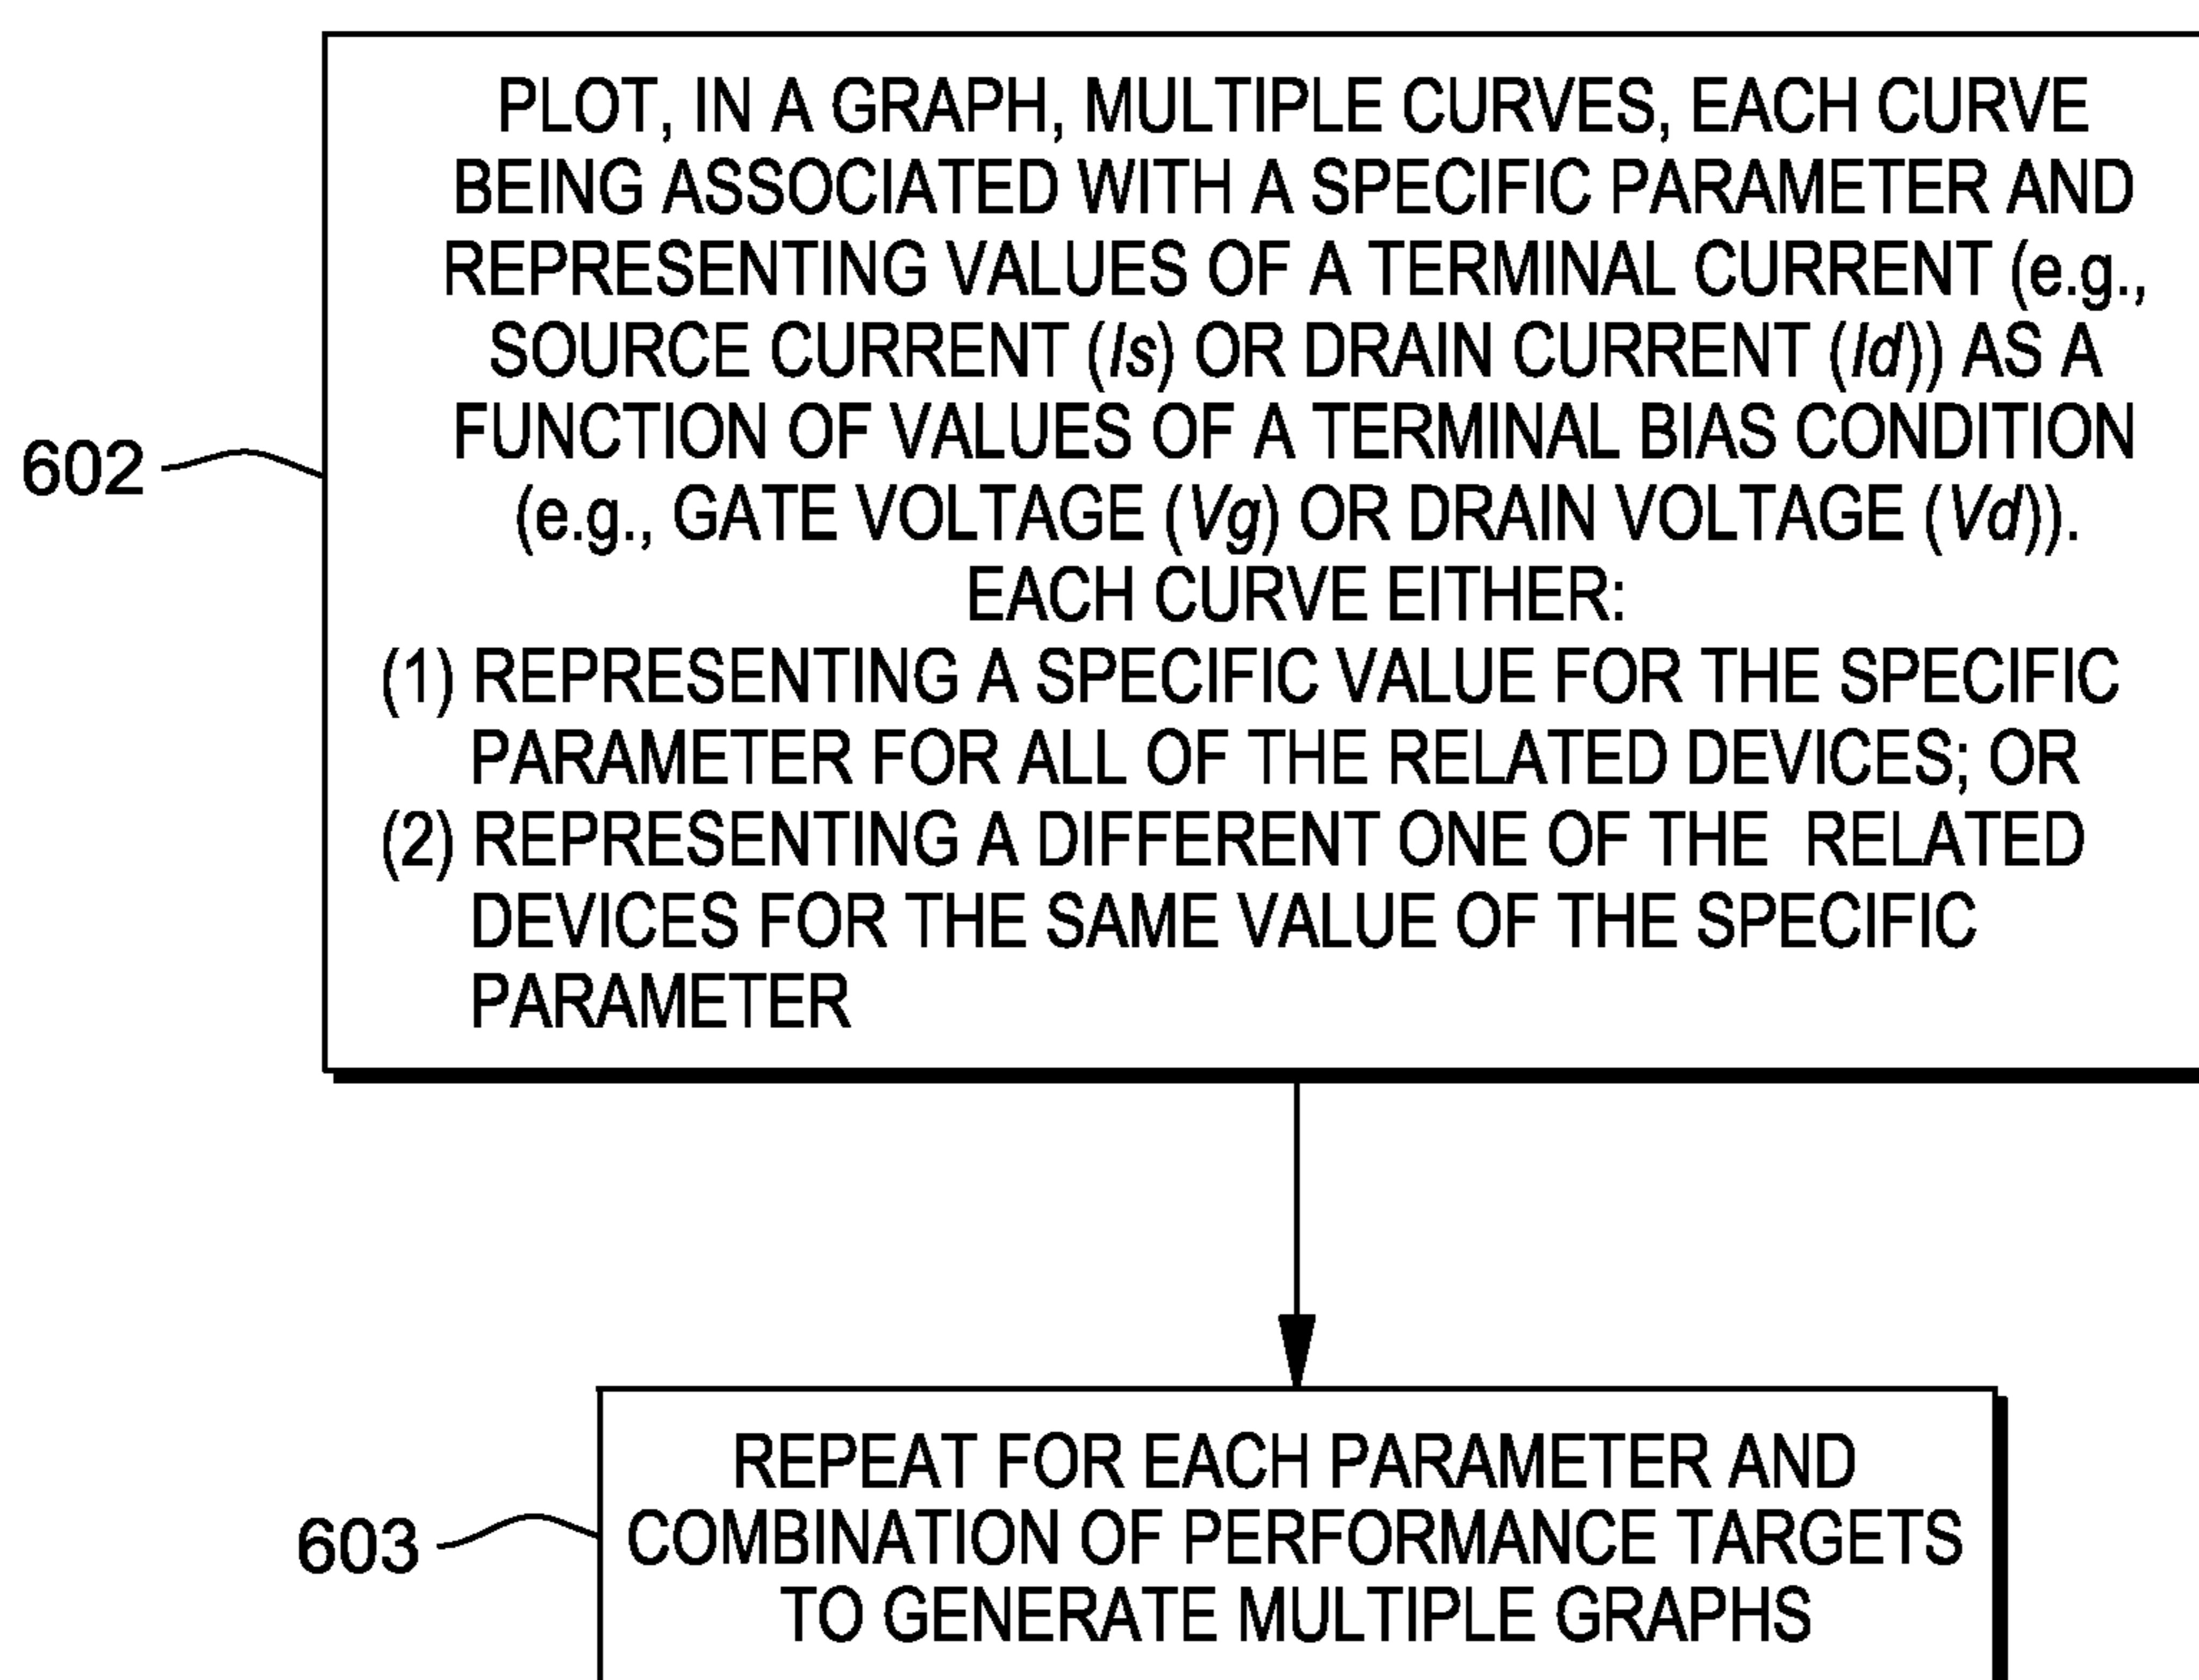 PLOT, IN A GRAPH, MULTIPLE CURVES, EACH CURVE
BEING ASSOCIATED WITH A SPECIFIC PARAMETER AND
REPRESENTING VALUES OF A TERMINAL CURRENT (e.g.,
SOURCE CURRENT (Is) OR DRAIN CURRENT (Id)) AS A
FUNCTION OF VALUES OF A TERMINAL BIAS CONDITION
(e.g., GATE VOLTAGE (Vg) OR DRAIN VOLTAGE (Vd)).
EACH CURVE EITHER:
(1) REPRESENTING A SPECIFIC VALUE FOR THE SPECIFIC
PARAMETER FOR ALL OF THE RELATED DEVICES; OR
(2) REPRESENTING A DIFFERENT ONE OF THE RELATED
DEVICES FOR THE SAME VALUE OF THE SPECIFIC
PARAMETER
602
REPEAT FOR EACH PARAMETER AND
COMBINATION OF PERFORMANCE TARGETS
TO GENERATE MULTIPLE GRAPHS
603